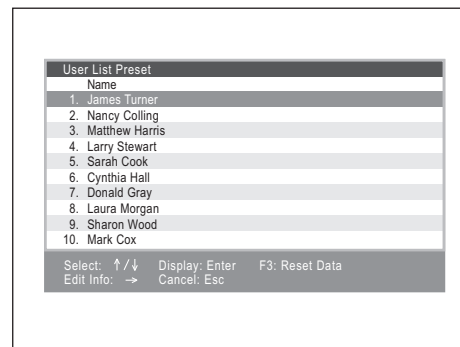 User List Preset
Name
1. James Turner
2. Nancy Colling
3. Matthew Harris
4. Larry Stewart
5. Sarah Cook
6. Cynthia Hall
7. Donald Gray
8. Laura Morgan
9. Sharon Wood
10. Mark Cox
Select: ↑/↓ Display: Enter F3: Reset Data
Edit Info: → Cancel: Esc